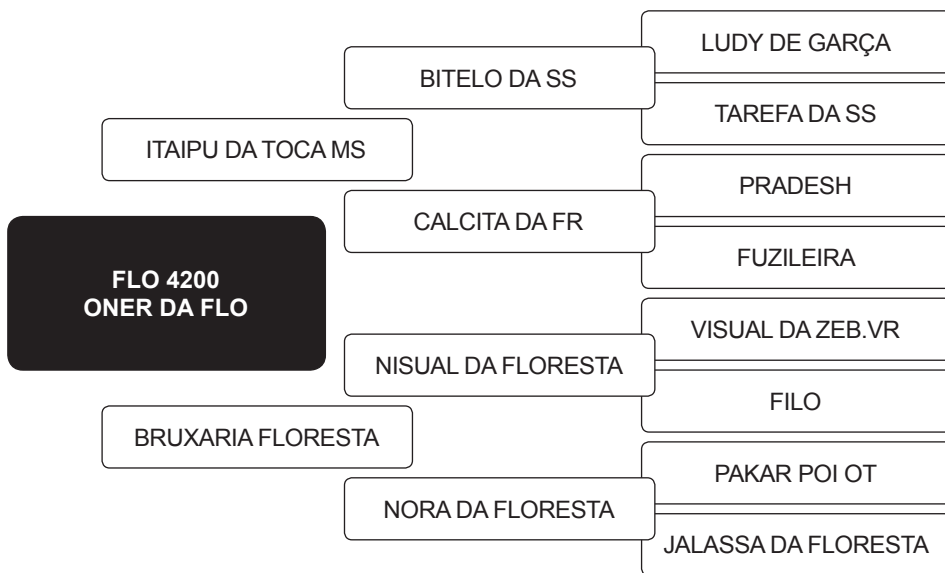 LUDY DE GARÇA
BITELO DA SS
TAREFA DA SS
ITAIPU DA TOCA MS
PRADESH
CALCITA DA FR
FUZILEIRA
FLO 4200
ONER DA FLO
VISUAL DA ZEB.VR
NISUAL DA FLORESTA
FILO
BRUXARIA FLORESTA
PAKAR POI OT
NORA DA FLORESTA
JALASSA DA FLORESTA